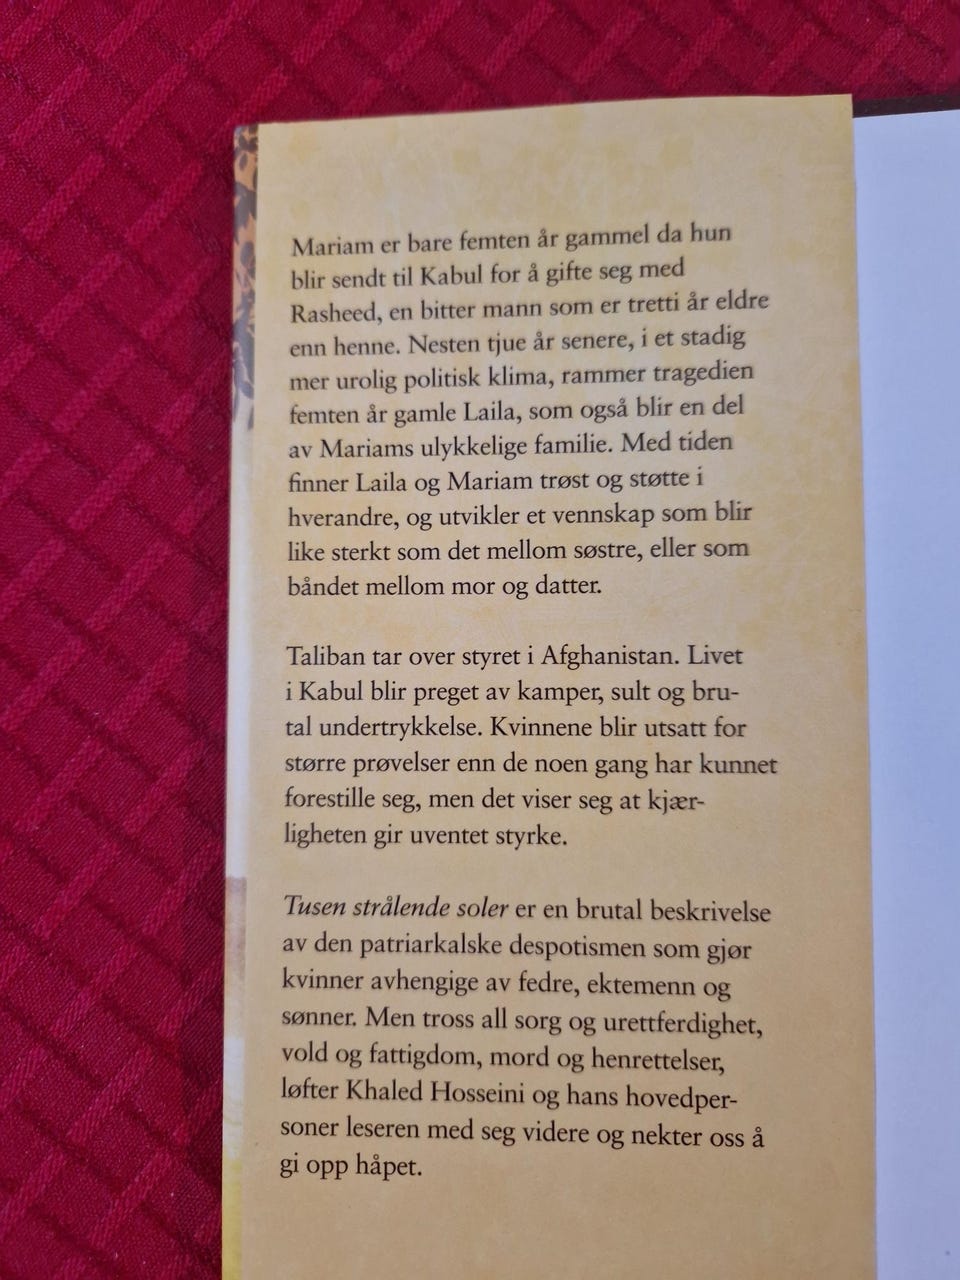 Mariam er bare femten år gammel da hun
blir sendt til Kabul for å gifte seg med
Rasheed, en bitter mann som er tretti år eldre
enn henne. Nesten tjue år senere, i et stadig
mer urolig politisk klima, rammer tragedien
femten år gamle Laila, som også blir en del
av Mariams ulykkelige familie. Med tiden
finner Laila og Mariam trøst og støtte i
hverandre, og utvikler et vennskap som blir
like sterkt som det mellom søstre, eller som
båndet mellom mor og datter.
Taliban tar over styret i Afghanistan. Livet
i Kabul blir preget av kamper, sult og bru-
tal undertrykkelse. Kvinnene blir utsatt for
større prøvelser enn de noen gang har kunnet
forestille seg, men det viser seg at kjær-
ligheten gir uventet styrke.
Tusen strålende soler er en brutal beskrivelse
av den patriarkalske despotismen som gjør
kvinner avhengige av fedre, ektemenn og
sønner. Men tross all sorg og urettferdighet,
vold og fattigdom, mord og henrettelser,
løfter Khaled Hosseini og hans hovedper-
soner leseren med seg videre og nekter oss å
gi opp håpet.